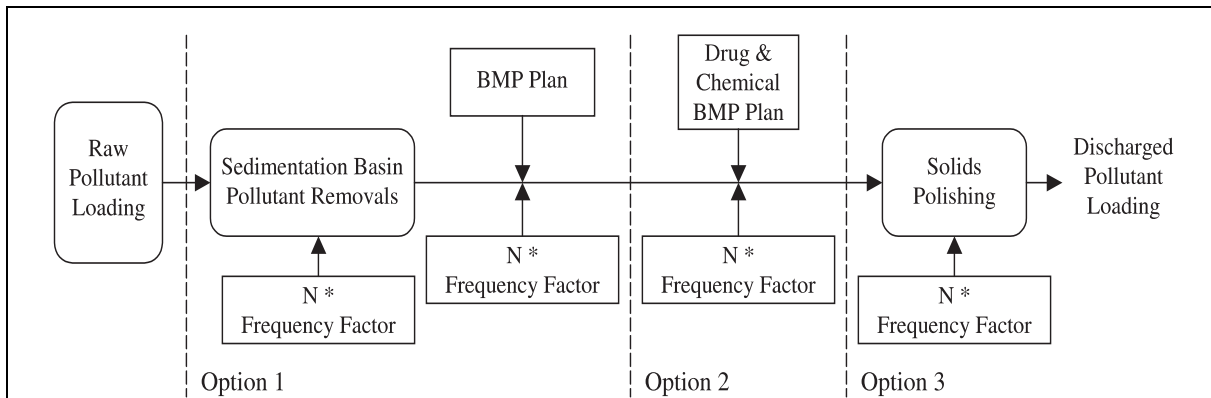 Raw
Pollutant
Loading
Sedimentation Basin
Pollutant Removals
N *
Frequency Factor
BMP Plan
N *
Frequency Factor
Option 1
Drug &
Chemical
BMP Plan
N *
Frequency Factor
Option 2
Solids
Polishing
N *
Frequency Factor
Option 3
Discharged
Pollutant
Loading